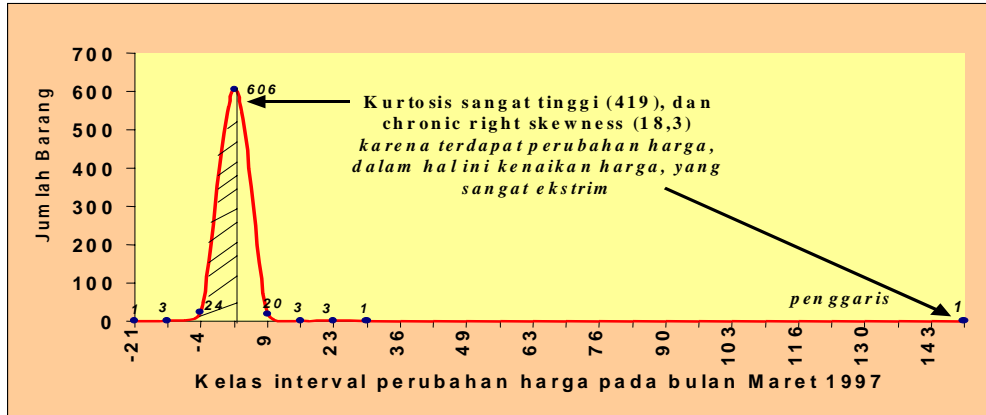 Jumlah Barang
700
600
500
400
300
200
100
0
606
Kurtosis sangat tinggi (419), dan
chronic right skewness (18,3)
karena terdapat perubahan harga,
dalam hal ini kenaikan harga, yang
sangat ekstrim
penggaris
1 3 24 20 3 3 1 1
-21 -4 9 23 36 49 63 76 90 103 116 130 143
Kelas interval perubahan harga pada bulan Maret 1997